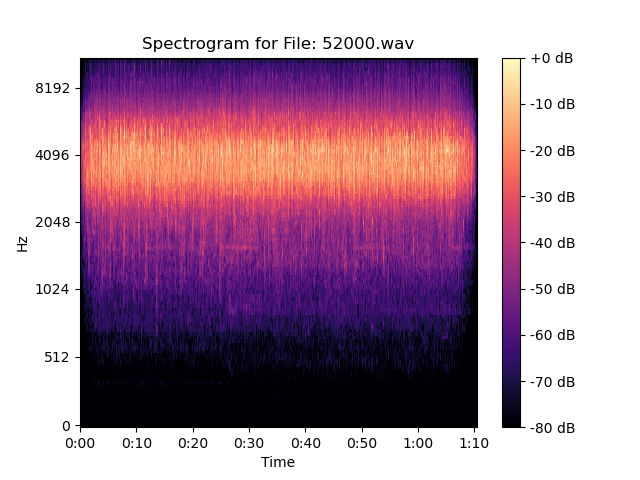 Spectrogram for File: 52000.wav
Hz
8192
4096
2048
1024
512
0
0:00 0:10 0:20 0:30 0:40 0:50 1:00 1:10
Time
+0 dB
-10 dB
-20 dB
-30 dB
-40 dB
-50 dB
-60 dB
-70 dB
-80 dB